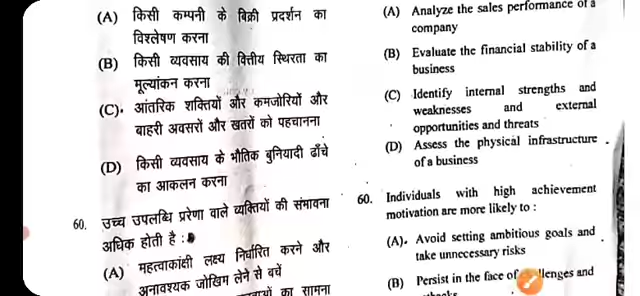 (A) किसी कम्पनी के बिक्री प्रदर्शन का
विश्लेषण करना
(B) किसी व्यवसाय की वित्तीय स्थिरता का
मूल्यांकन करना
(C). आंतरिक शक्तियों और कमजोरियों और
बाहरी अवसरों और खतरों को पहचानना
(D) किसी व्यवसाय के भौतिक बुनियादी ढाँचे
का आकलन करना
60. उच्च उपलब्धि प्ररेणा वाले व्यक्तियों की संभावना
अधिक होती है :
(A) महत्वाकांक्षी लक्ष्य निर्धारित करने और
अनावश्यक जोखिम लेने से बचें
का सामना
(A) Analyze the sales performance of a
company
(B) Evaluate the financial stability of a
business
(C) Identify internal strengths and
weaknesses and external
opportunities and threats
(D) Assess the physical infrastructure
of a business
60. Individuals with high achievement
motivation are more likely to :
(A). Avoid setting ambitious goals and
take unnecessary risks
(B) Persist in the face of and